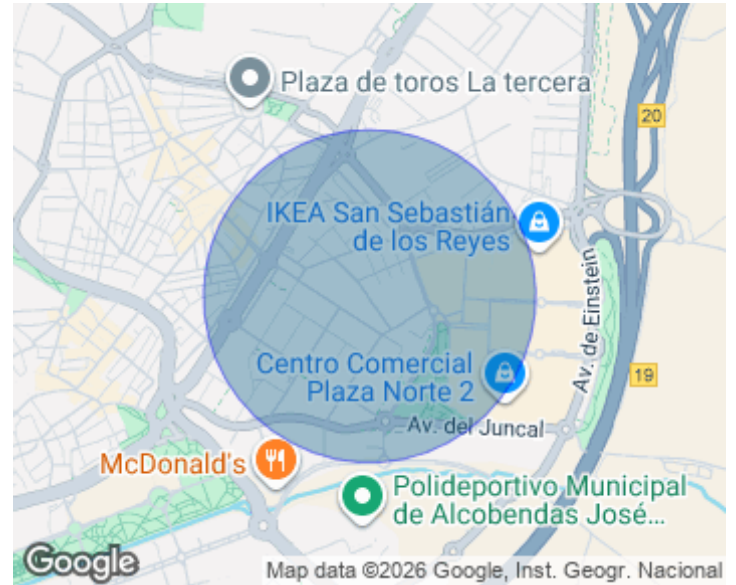 Plaza de toros La tercera
20
IKEA San Sebastián
de los Reyes
Av. de Einstein
Centro Comercial
Plaza Norte 2
19
Av. del Juncal
McDonald's
Polideportivo Municipal
de Alcobendas José...
Google
Map data ©2026 Google, Inst. Geogr. Nacional